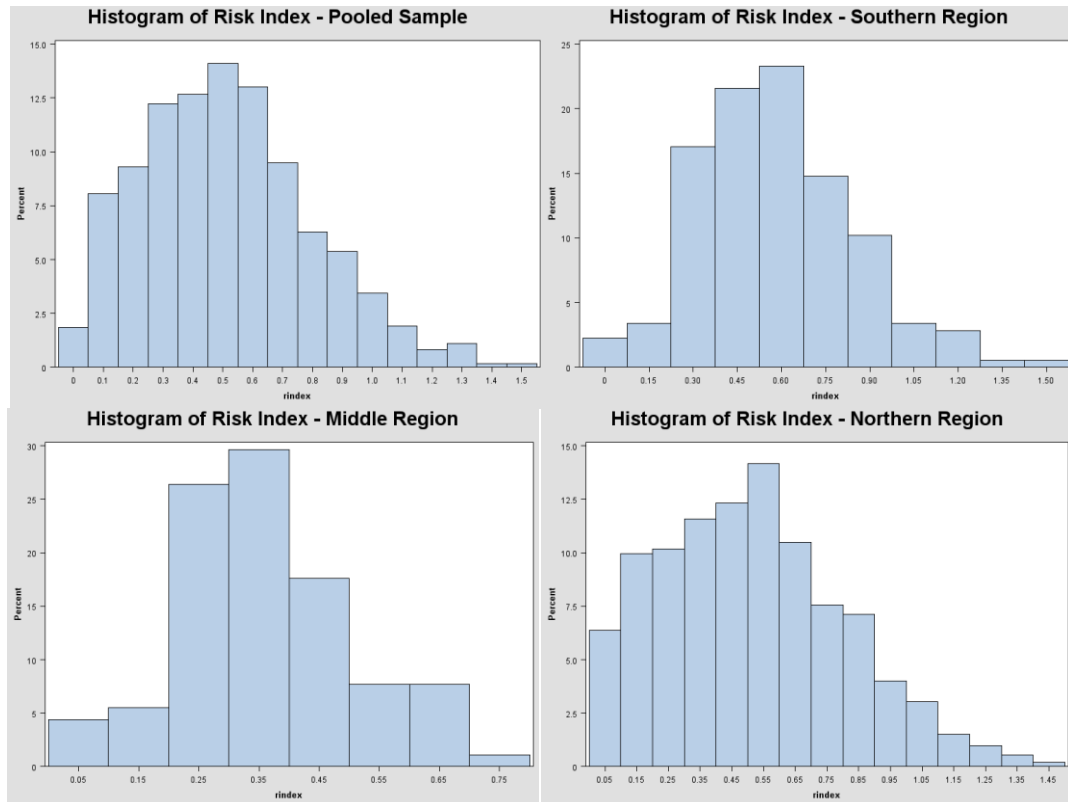 Histogram of Risk Index - Pooled Sample
15.0
12.5
10.0
7.5
5.0
2.5
0
Percent
0 0.1 0.2 0.3 0.4 0.5 0.6 0.7 0.8 0.9 1.0 1.1 1.2 1.3 1.4 1.5
rindex
Histogram of Risk Index - Southern Region
25
20
15
10
5
0
Percent
0 0.15 0.30 0.45 0.60 0.75 0.90 1.05 1.20 1.35 1.50
rindex
Histogram of Risk Index - Middle Region
30
25
20
15
10
5
0
Percent
0.05 0.15 0.25 0.35 0.45 0.55 0.65 0.75
rindex
Histogram of Risk Index - Northern Region
15.0
12.5
10.0
7.5
5.0
2.5
0
Percent
0.05 0.15 0.25 0.35 0.45 0.55 0.65 0.75 0.85 0.95 1.05 1.15 1.25 1.35 1.45
rindex